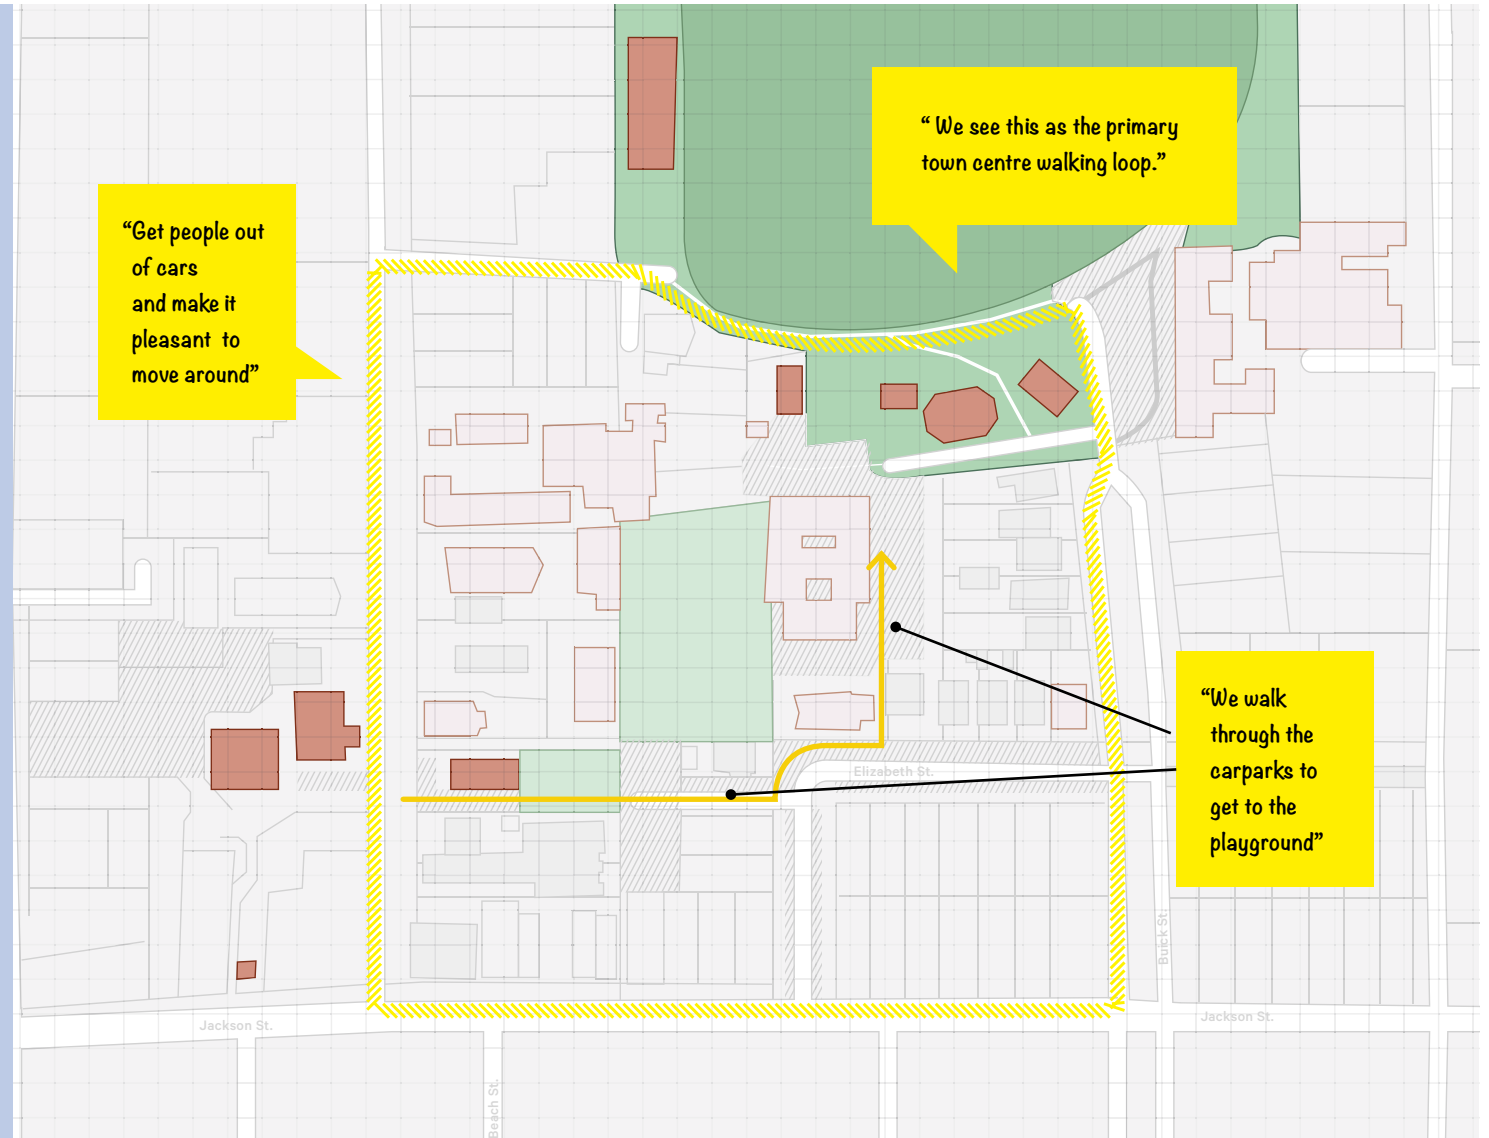 “ We see this as the primary
town centre walking loop.”
“Get people out
of cars
and make it
pleasant to
move around”
“We walk
through the
carparks to
get to the
playground”
Elizabeth St.
Buick St.
Jackson St.
Jackson St.
Beach St.